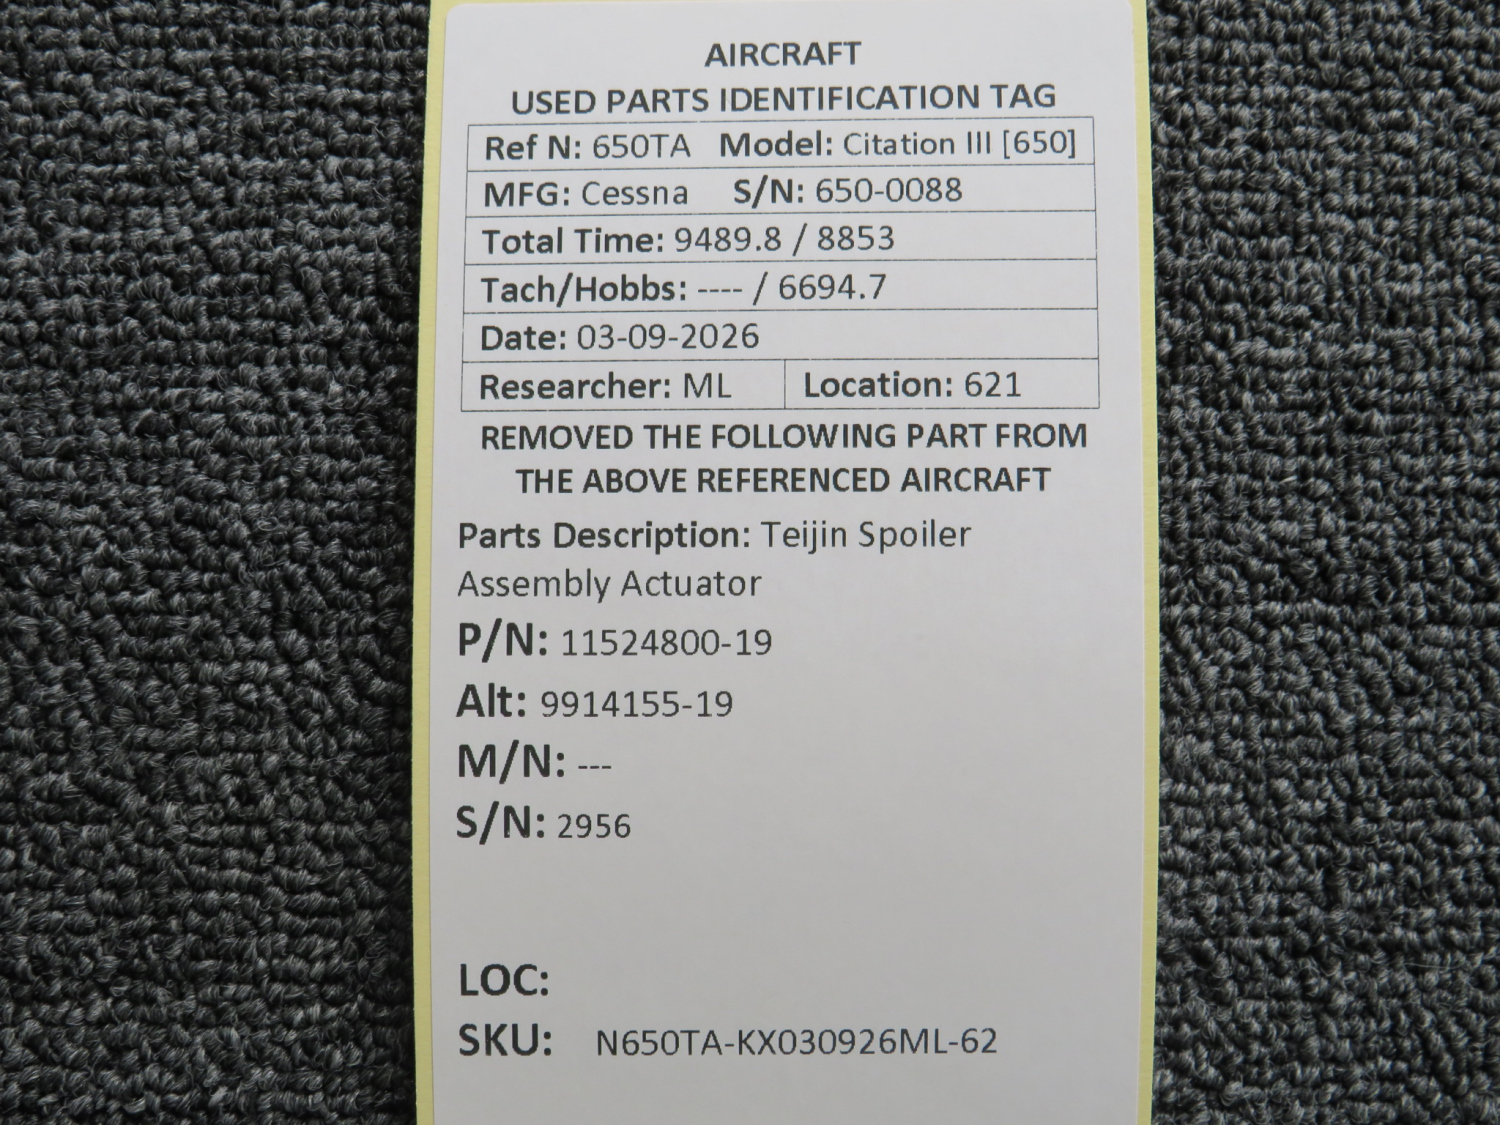 AIRCRAFT
USED PARTS IDENTIFICATION TAG
Ref N: 650TA Model: Citation III [650]
MFG: Cessna S/N: 650-0088
Total Time: 9489.8 / 8853
Tach/Hobbs: ---- / 6694.7
Date: 03-09-2026
Researcher: ML Location: 621
REMOVED THE FOLLOWING PART FROM
THE ABOVE REFERENCED AIRCRAFT
Parts Description: Teijin Spoiler
Assembly Actuator
P/N: 11524800-19
Alt: 9914155-19
M/N: ---
S/N: 2956
LOC:
SKU: N650TA-KX030926ML-62